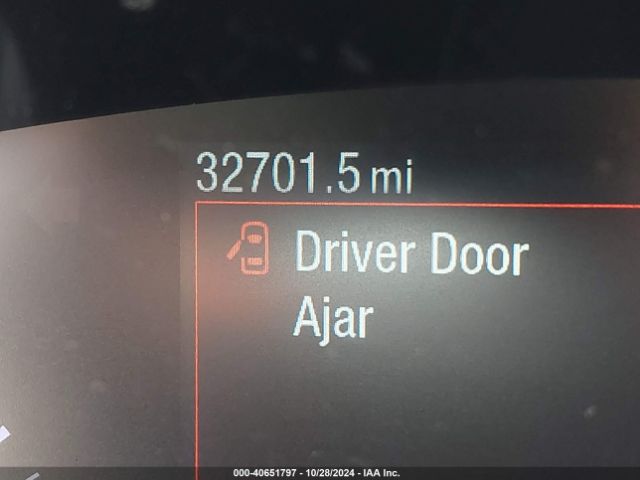 32701.5 mi
Driver Door
Ajar
000-40651797 - 10/28/2024 - IAA Inc.